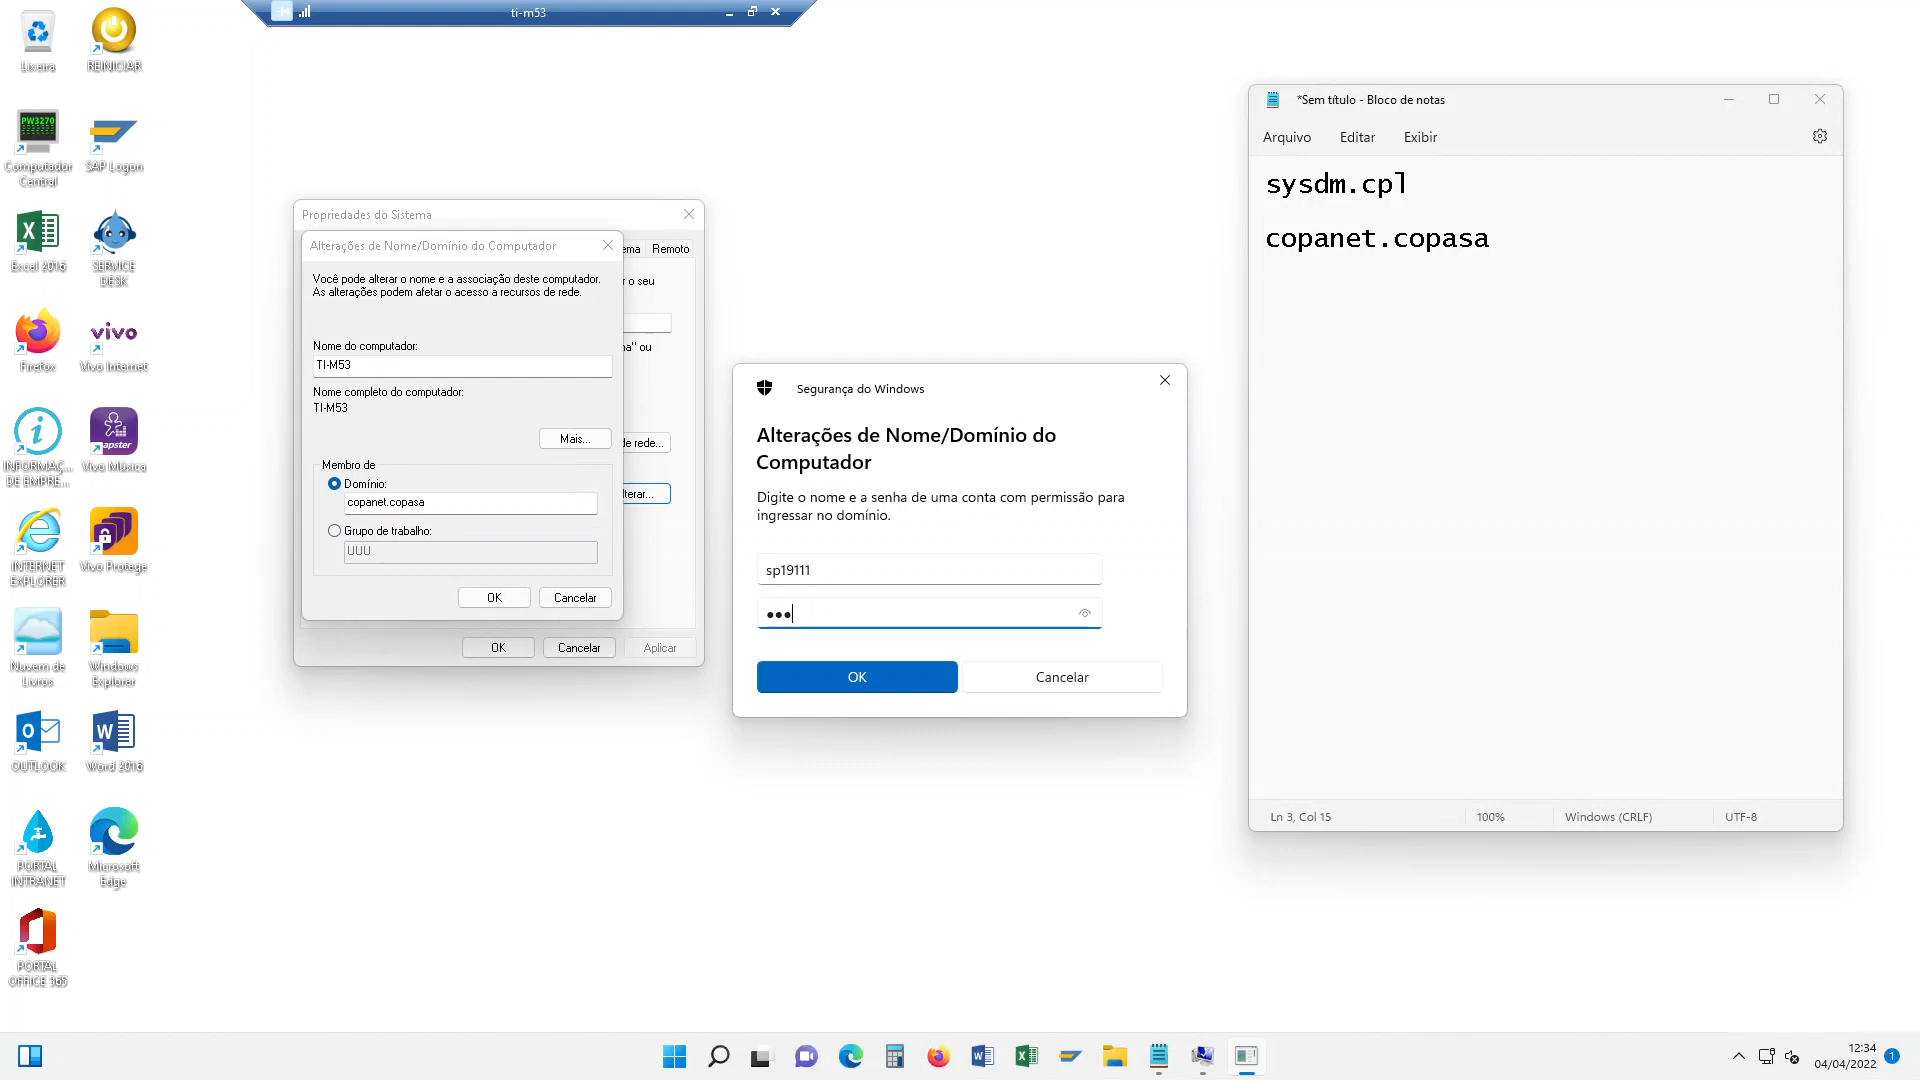 ti-m53
Lixeira
REINICIAR
PW3270
Computador
Central
SAP Logon
Excel 2016
SERVICE
DESK
Firefox
vivo
Vivo Internet
INFORMAÇ...
DE EMPRE...
napster
Vivo Música
INTERNET
EXPLORER
Vivo Protege
Nuvem de
Livros
Windows
Explorer
OUTLOOK
Word 2016
PORTAL
INTRANET
Microsoft
Edge
PORTAL
OFFICE 365
Propriedades do Sistema
ema
Remoto
r o seu
na" ou
de rede...
lterar...
OK
Cancelar
Aplicar
Alterações de Nome/Domínio do Computador
Você pode alterar o nome e a associação deste computador.
As alterações podem afetar o acesso a recursos de rede.
Nome do computador:
TI-M53
Nome completo do computador:
TI-M53
Mais...
Membro de
Domínio:
copanet.copasa
Grupo de trabalho:
UUU
OK
Cancelar
Segurança do Windows
Alterações de Nome/Domínio do
Computador
Digite o nome e a senha de uma conta com permissão para
ingressar no domínio.
sp19111
●●●
OK
Cancelar
*Sem título - Bloco de notas
Arquivo
Editar
Exibir
sysdm.cpl
copanet.copasa
Ln 3, Col 15
100%
Windows (CRLF)
UTF-8
12:34
04/04/2022
1